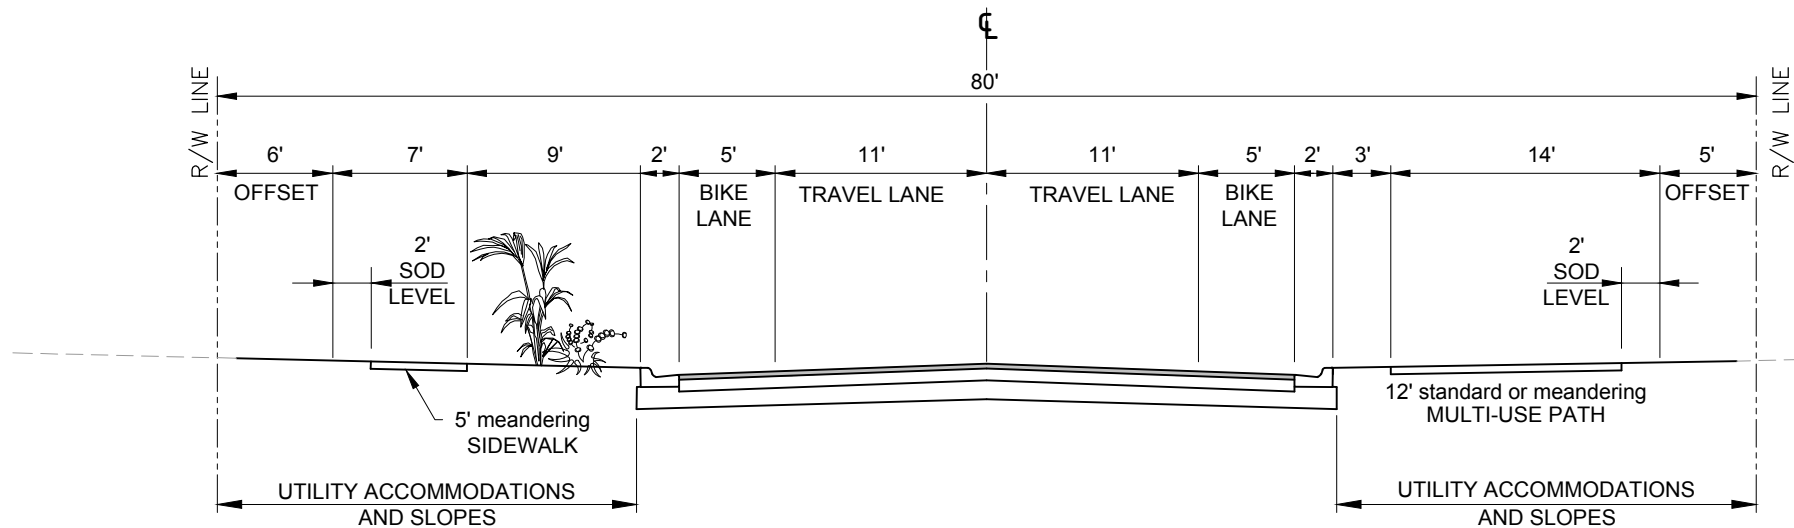 ℄
80'
R/W LINE
R/W LINE
6'
7'
9'
2'
5'
11'
11'
5'
2'
3'
14'
5'
OFFSET
BIKE
LANE
TRAVEL LANE
TRAVEL LANE
BIKE
LANE
OFFSET
2'
SOD
LEVEL
2'
SOD
LEVEL
5' meandering
SIDEWALK
12' standard or meandering
MULTI-USE PATH
UTILITY ACCOMMODATIONS
AND SLOPES
UTILITY ACCOMMODATIONS
AND SLOPES